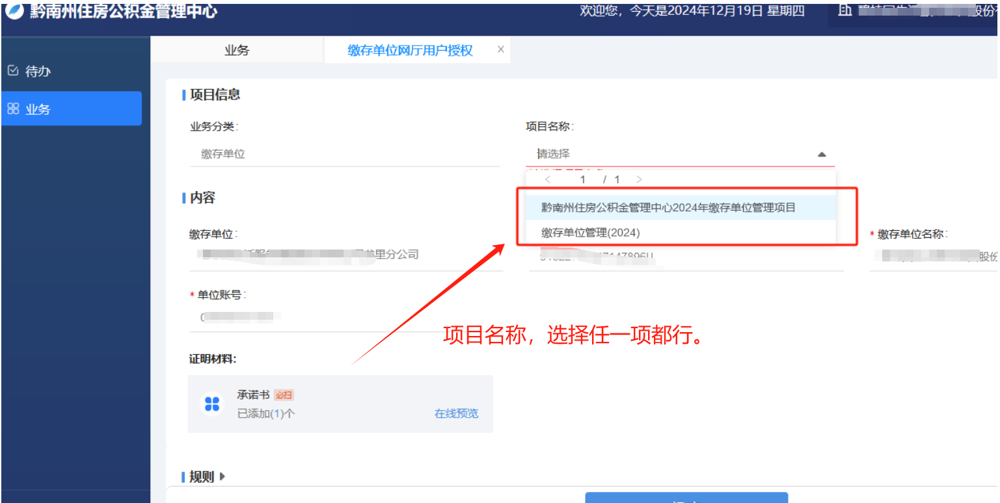 黔南州住房公积金管理中心
欢迎您，今天是2024年12月19日 星期四
股份
业务
缴存单位网厅用户授权
待办
业务
项目信息
业务分类:
项目名称:
缴存单位
请选择
1 / 1
内容
黔南州住房公积金管理中心2024年缴存单位管理项目
缴存单位管理(2024)
缴存单位:
* 缴存单位名称:
里分公司
股份
* 单位账号:
项目名称，选择任一项都行。
证明材料:
承诺书 必扫
已添加(1)个
在线预览
规则